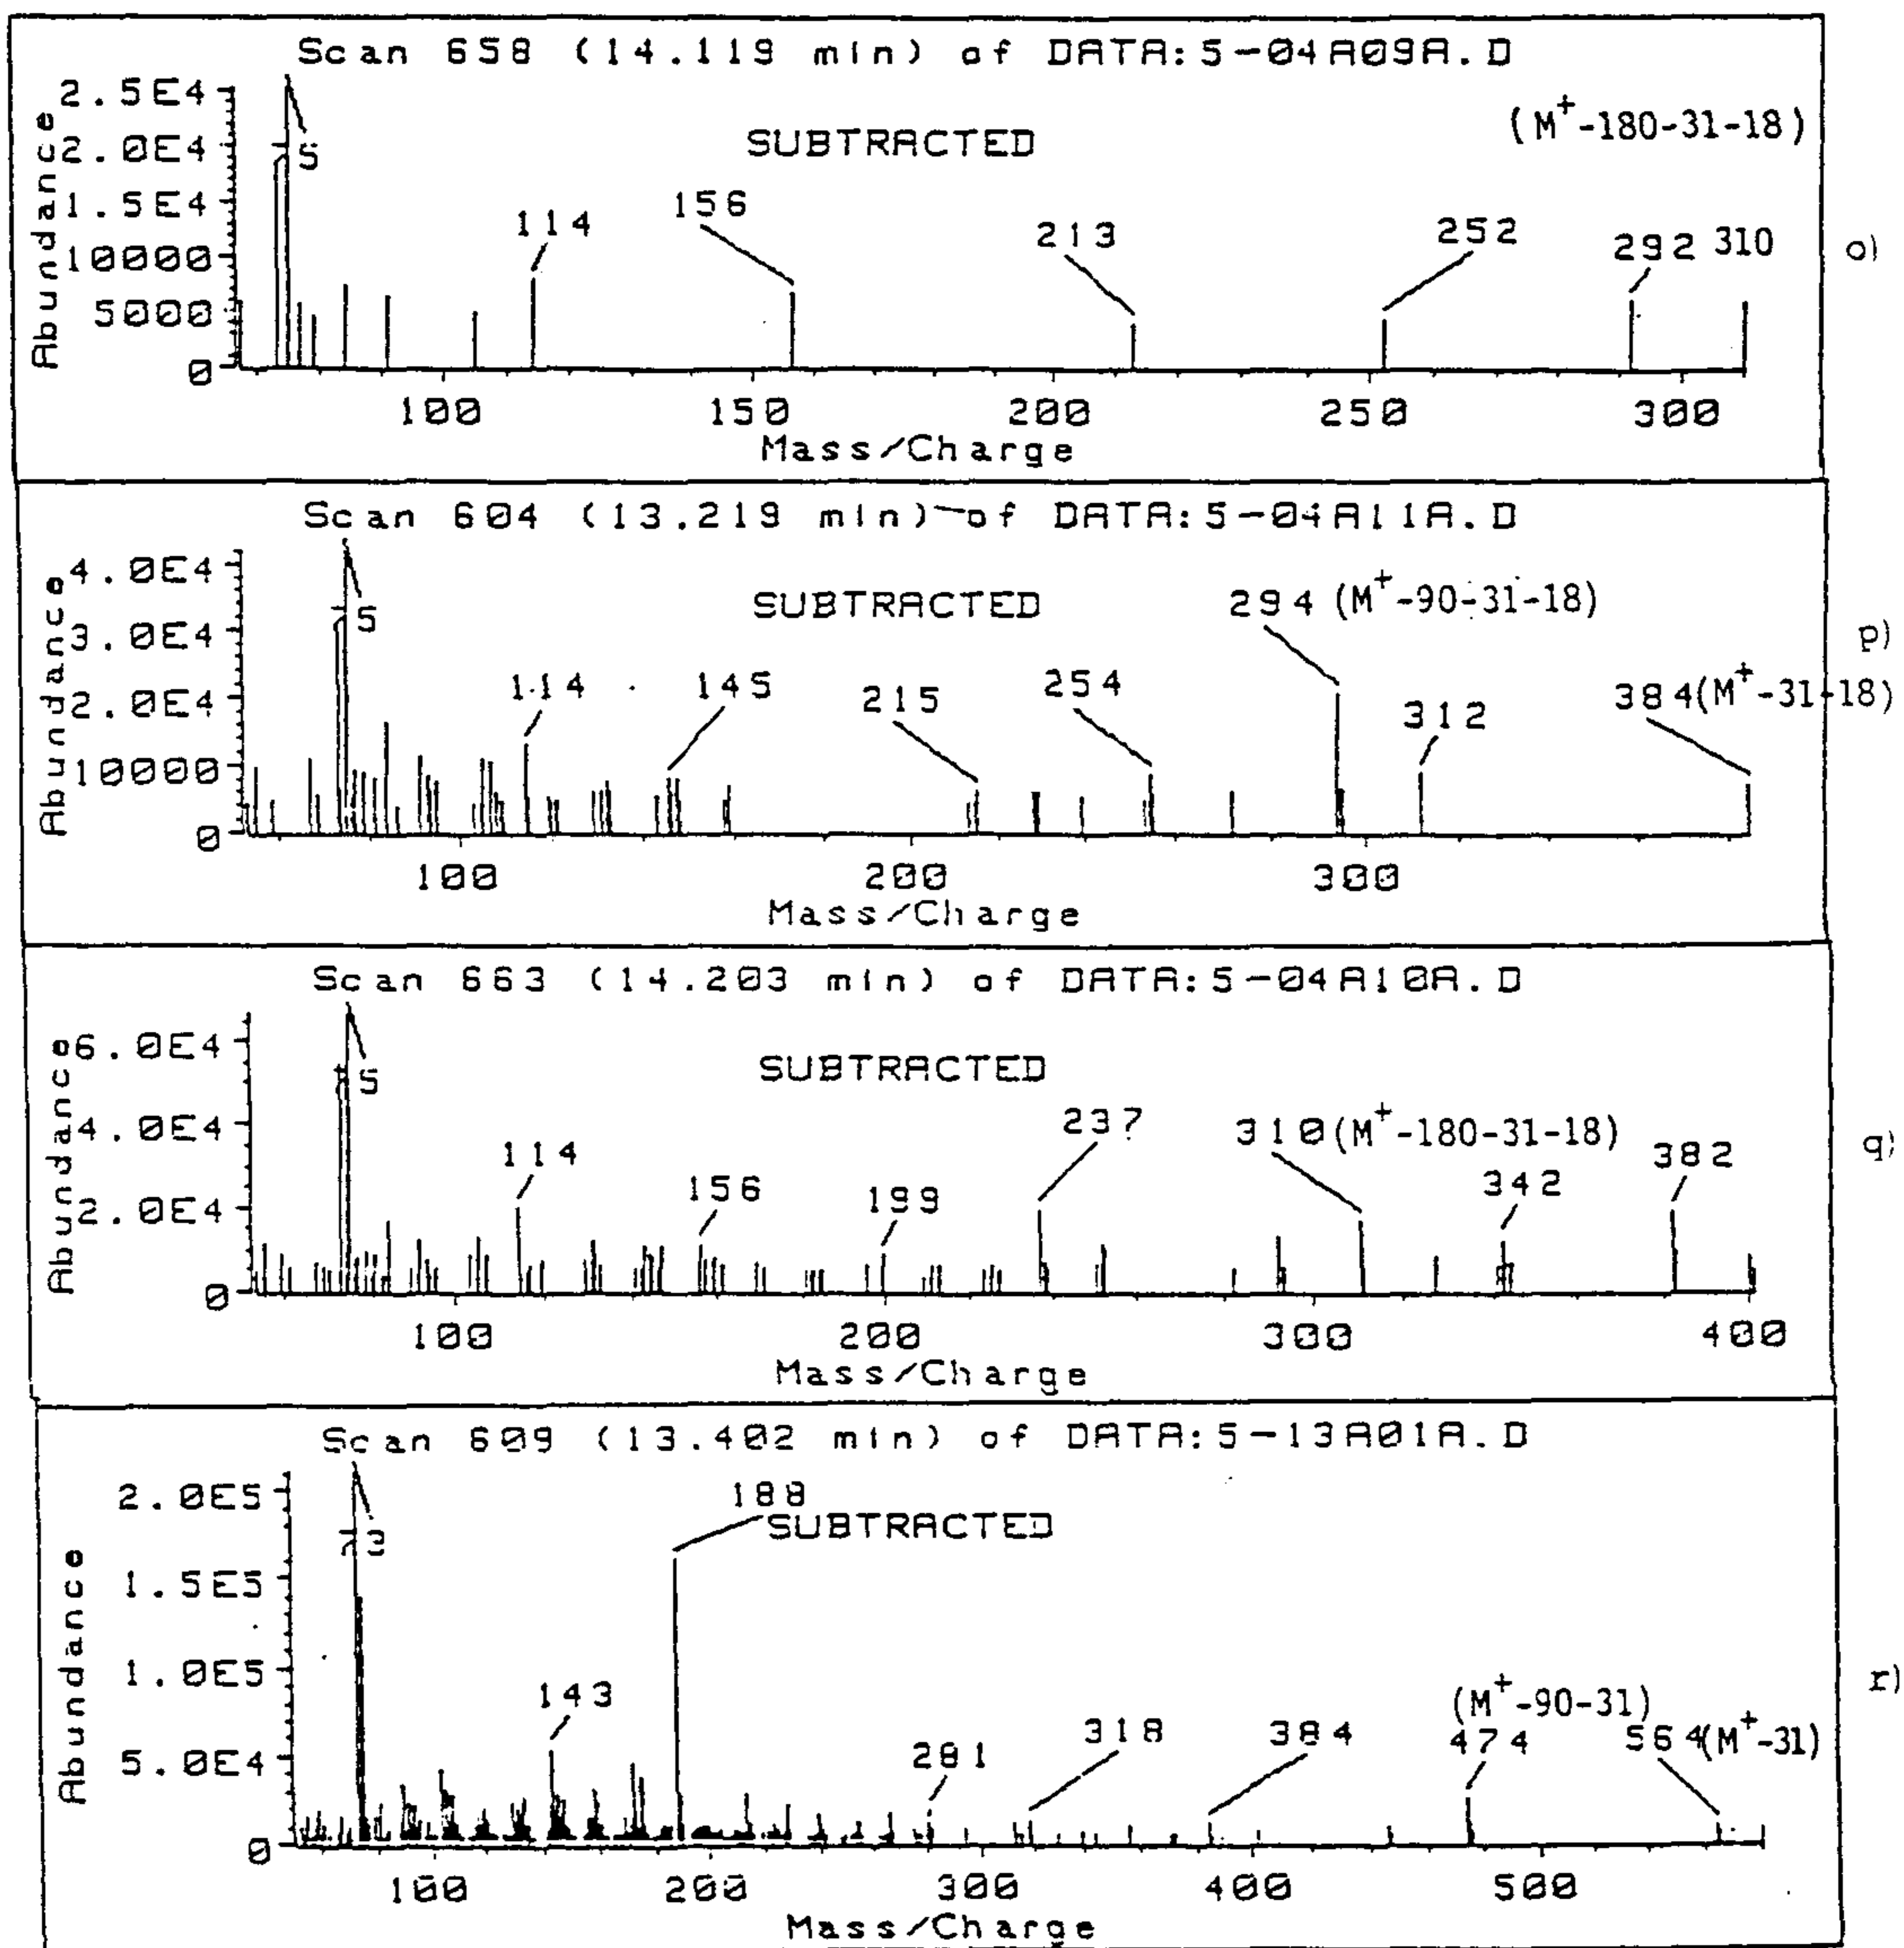 Scan 658 (14.119 min) of DATA:5-04A09A.D
2.5E4
SUBTRACTED
(M+-180-31-18)
2.0E4
5
1.5E4
114
156
213
252
292 310
10000
5000
0
Abundance
100 150 200 250 300
Mass/Charge
o)
Scan 604 (13.219 min) of DATA:5-04A11A.D
4.0E4
SUBTRACTED
294 (M+-90-31-18)
3.0E4
5
114
145
215
254
312
384(M+-31-18)
2.0E4
10000
0
Abundance
100 200 300
Mass/Charge
p)
Scan 663 (14.203 min) of DATA:5-04A10A.D
6.0E4
SUBTRACTED
5
237
310(M+-180-31-18)
382
4.0E4
114
156
199
342
2.0E4
0
Abundance
100 200 300 400
Mass/Charge
q)
Scan 609 (13.402 min) of DATA:5-13A01A.D
2.0E5
188
SUBTRACTED
3
1.5E5
1.0E5
143
(M+-90-31)
281
318
384
474
564(M+-31)
5.0E4
0
Abundance
100 200 300 400 500
Mass/Charge
r)